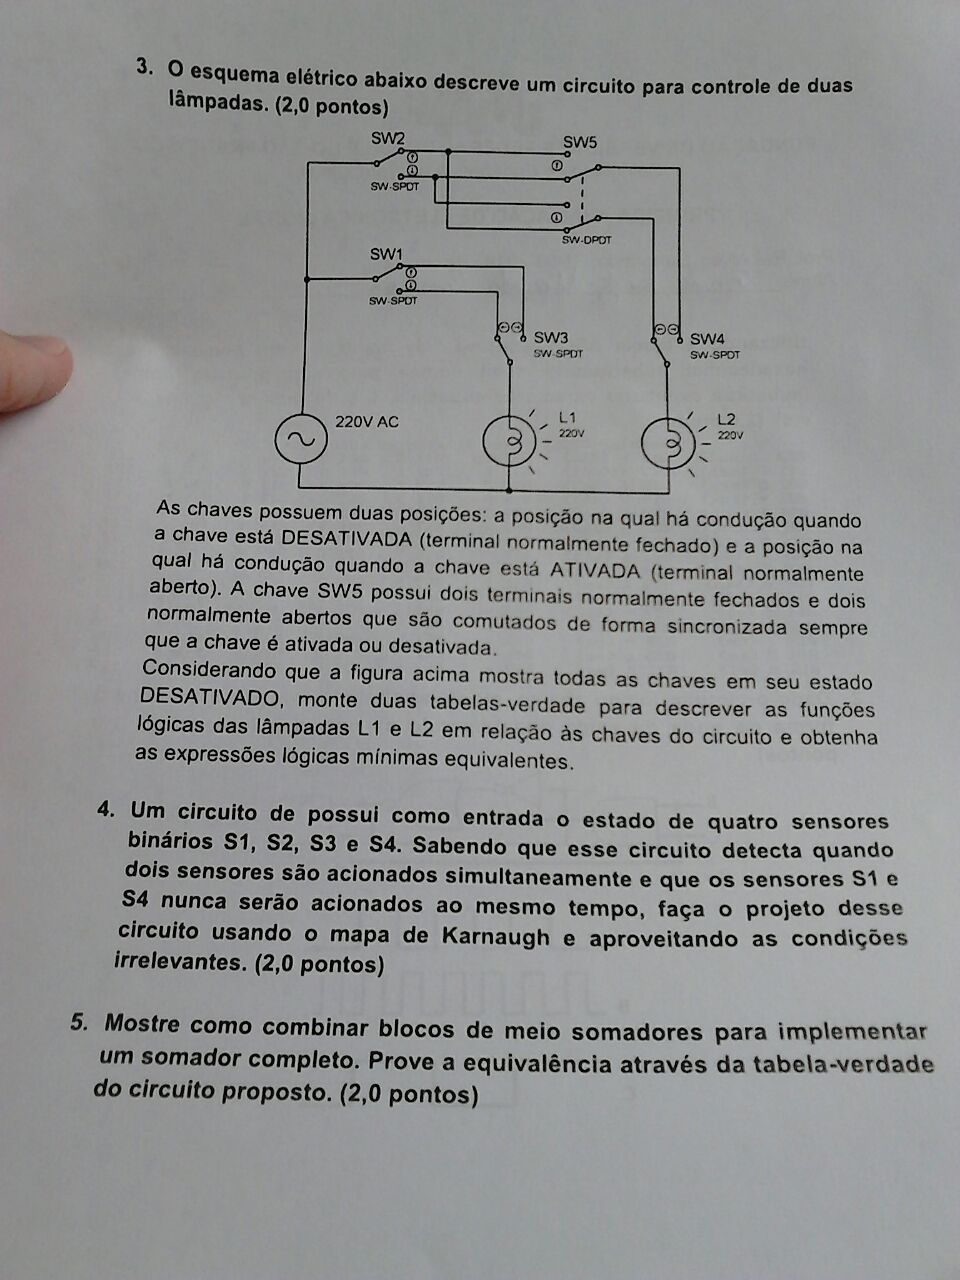 3. O esquema elétrico abaixo descreve um circuito para controle de duas
lâmpadas. (2,0 pontos)
SW2
SW5
SW-SPDT
SW-DPDT
SW1
SW-SPDT
SW3
SW-SPDT
SW4
SW-SPDT
220V AC
L1
220V
L2
220V
As chaves possuem duas posições: a posição na qual há condução quando
a chave está DESATIVADA (terminal normalmente fechado) e a posição na
qual há condução quando a chave está ATIVADA (terminal normalmente
aberto). A chave SW5 possui dois terminais normalmente fechados e dois
normalmente abertos que são comutados de forma sincronizada sempre
que a chave é ativada ou desativada.
Considerando que a figura acima mostra todas as chaves em seu estado
DESATIVADO, monte duas tabelas-verdade para descrever as funções
lógicas das lâmpadas L1 e L2 em relação às chaves do circuito e obtenha
as expressões lógicas mínimas equivalentes.
4. Um circuito de possui como entrada o estado de quatro sensores
binários S1, S2, S3 e S4. Sabendo que esse circuito detecta quando
dois sensores são acionados simultaneamente e que os sensores S1 e
S4 nunca serão acionados ao mesmo tempo, faça o projeto desse
circuito usando o mapa de Karnaugh e aproveitando as condições
irrelevantes. (2,0 pontos)
5. Mostre como combinar blocos de meio somadores para implementar
um somador completo. Prove a equivalência através da tabela-verdade
do circuito proposto. (2,0 pontos)